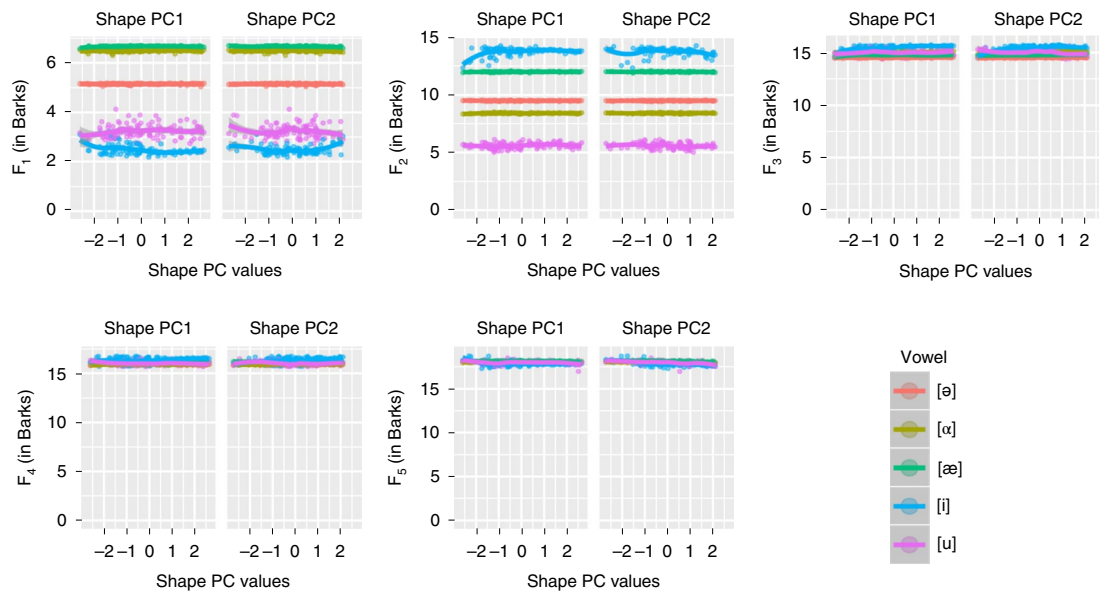 Shape PC1 Shape PC2
F1 (in Barks)
6
4
2
0
–2 –1 0 1 2 –2 –1 0 1 2
Shape PC values
Shape PC1 Shape PC2
F2 (in Barks)
15
10
5
0
–2 –1 0 1 2 –2 –1 0 1 2
Shape PC values
Shape PC1 Shape PC2
F3 (in Barks)
15
10
5
0
–2 –1 0 1 2 –2 –1 0 1 2
Shape PC values
Shape PC1 Shape PC2
F4 (in Barks)
15
10
5
0
–2 –1 0 1 2 –2 –1 0 1 2
Shape PC values
Shape PC1 Shape PC2
F5 (in Barks)
15
10
5
0
–2 –1 0 1 2 –2 –1 0 1 2
Shape PC values
Vowel
[ə]
[α]
[æ]
[i]
[u]